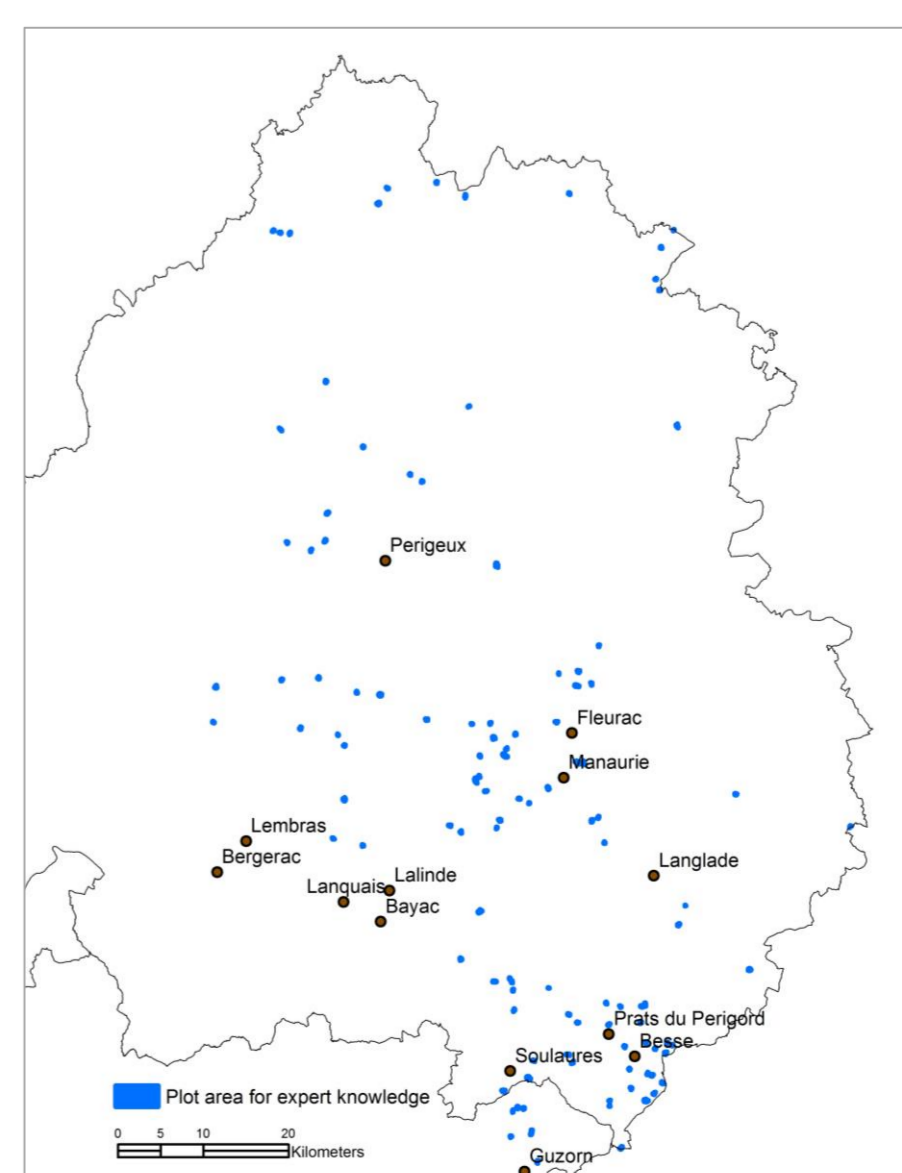 Perigeux
Fleurac
Manaurie
Lembras
Bergerac
Langlade
Lalinde
Lanquais
Bayac
Prats du Perigord
Besse
Soulaures
Plot area for expert knowledge
0 5 10 20
Kilometers
Guzorn